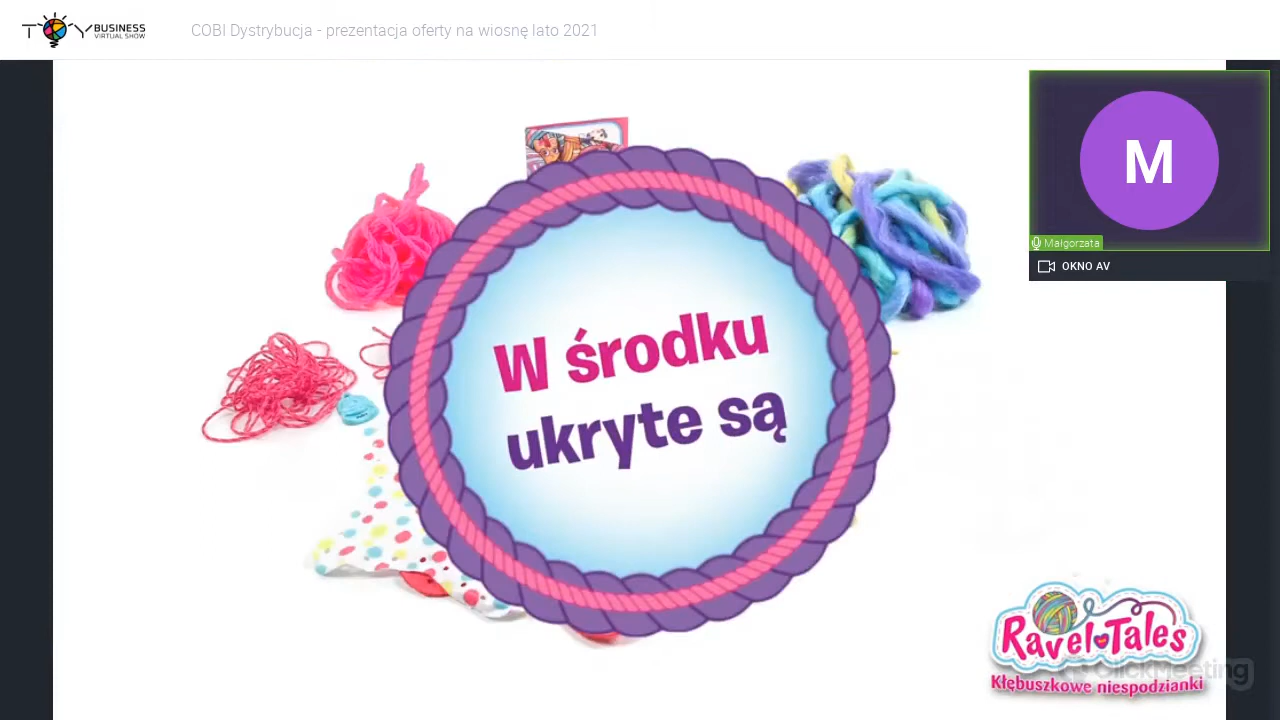 TOY BUSINESS
VIRTUAL SHOW
COBI Dystrybucja - prezentacja oferty na wiosnę lato 2021
M
Małgorzata
OKNO AV
W środku
ukryte są
Ravel Tales
ClickMeeting
Kłębuszkowe niespodzianki